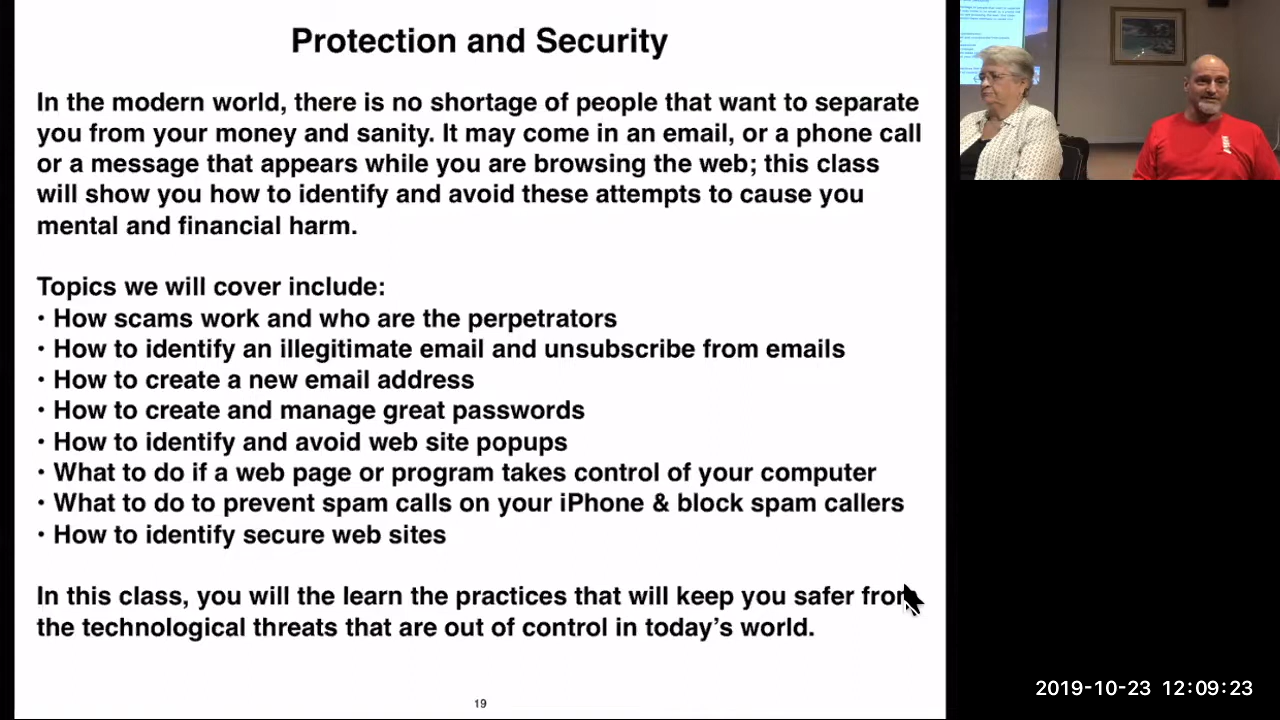 Protection and Security
In the modern world, there is no shortage of people that want to separate
you from your money and sanity. It may come in an email, or a phone call
or a message that appears while you are browsing the web; this class
will show you how to identify and avoid these attempts to cause you
mental and financial harm.
Topics we will cover include:
• How scams work and who are the perpetrators
• How to identify an illegitimate email and unsubscribe from emails
• How to create a new email address
• How to create and manage great passwords
• How to identify and avoid web site popups
• What to do if a web page or program takes control of your computer
• What to do to prevent spam calls on your iPhone & block spam callers
• How to identify secure web sites
In this class, you will the learn the practices that will keep you safer from
the technological threats that are out of control in today’s world.
19
2019-10-23 12:09:23